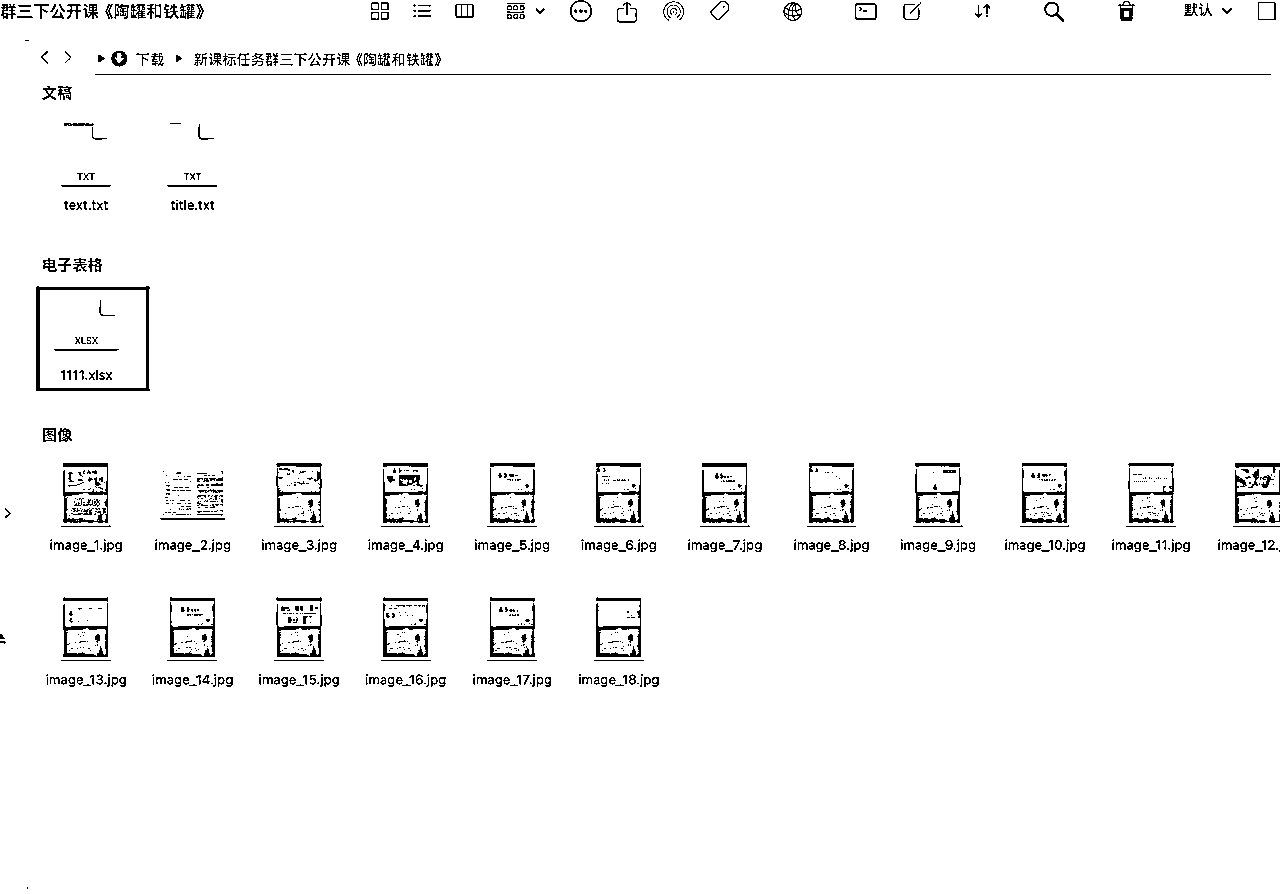 群三下公开课《陶罐和铁罐》
默认
下载 新课标任务群三下公开课《陶罐和铁罐》
文稿
TXT TXT
text.txt title.txt
电子表格
XLSX
1111.xlsx
图像
image_1.jpg image_2.jpg image_3.jpg image_4.jpg image_5.jpg image_6.jpg image_7.jpg image_8.jpg image_9.jpg image_10.jpg image_11.jpg image_12.
image_13.jpg image_14.jpg image_15.jpg image_16.jpg image_17.jpg image_18.jpg